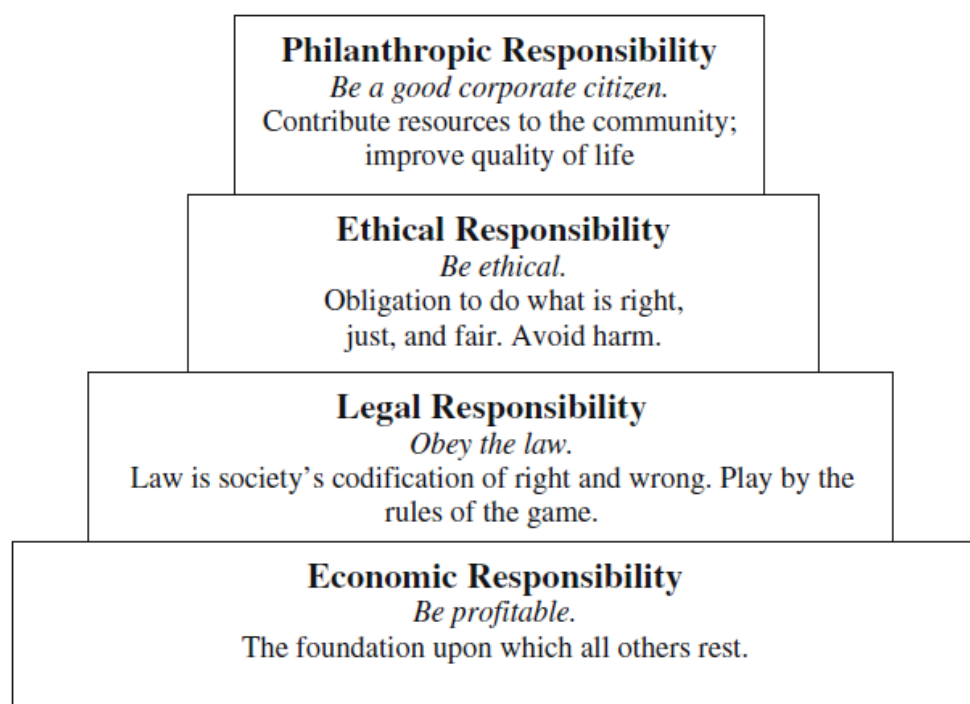 Philanthropic Responsibility
Be a good corporate citizen.
Contribute resources to the community;
improve quality of life
Ethical Responsibility
Be ethical.
Obligation to do what is right,
just, and fair. Avoid harm.
Legal Responsibility
Obey the law.
Law is society's codification of right and wrong. Play by the
rules of the game.
Economic Responsibility
Be profitable.
The foundation upon which all others rest.